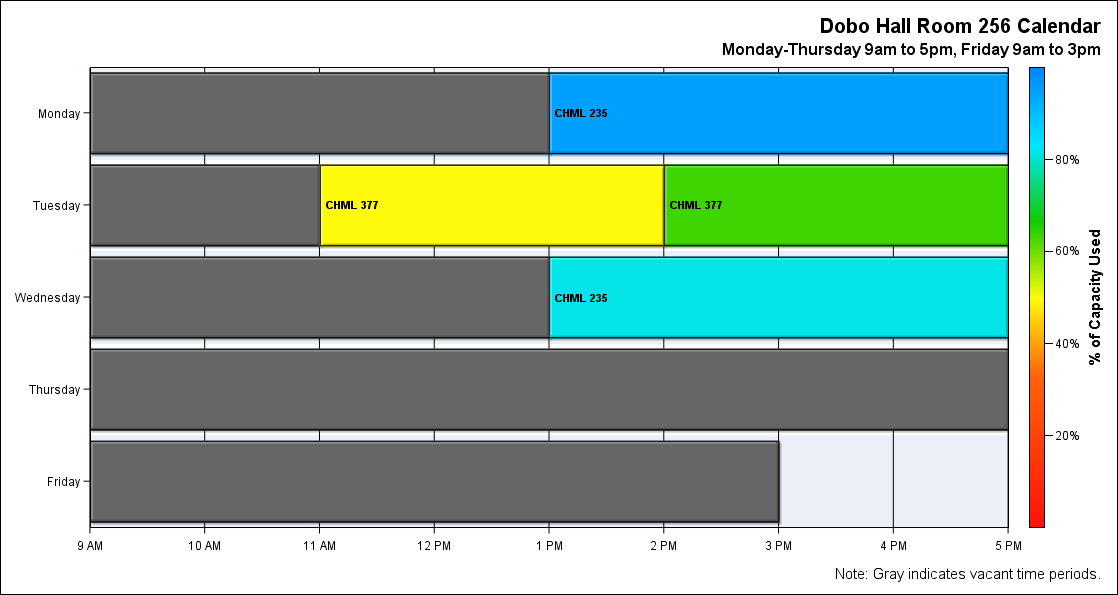 Dobo Hall Room 256 Calendar
Monday-Thursday 9am to 5pm, Friday 9am to 3pm
Monday
CHML 235
Tuesday
CHML 377
CHML 377
Wednesday
CHML 235
Thursday
Friday
9 AM
10 AM
11 AM
12 PM
1 PM
2 PM
3 PM
4 PM
5 PM
80%
60%
40%
20%
% of Capacity Used
Note: Gray indicates vacant time periods.